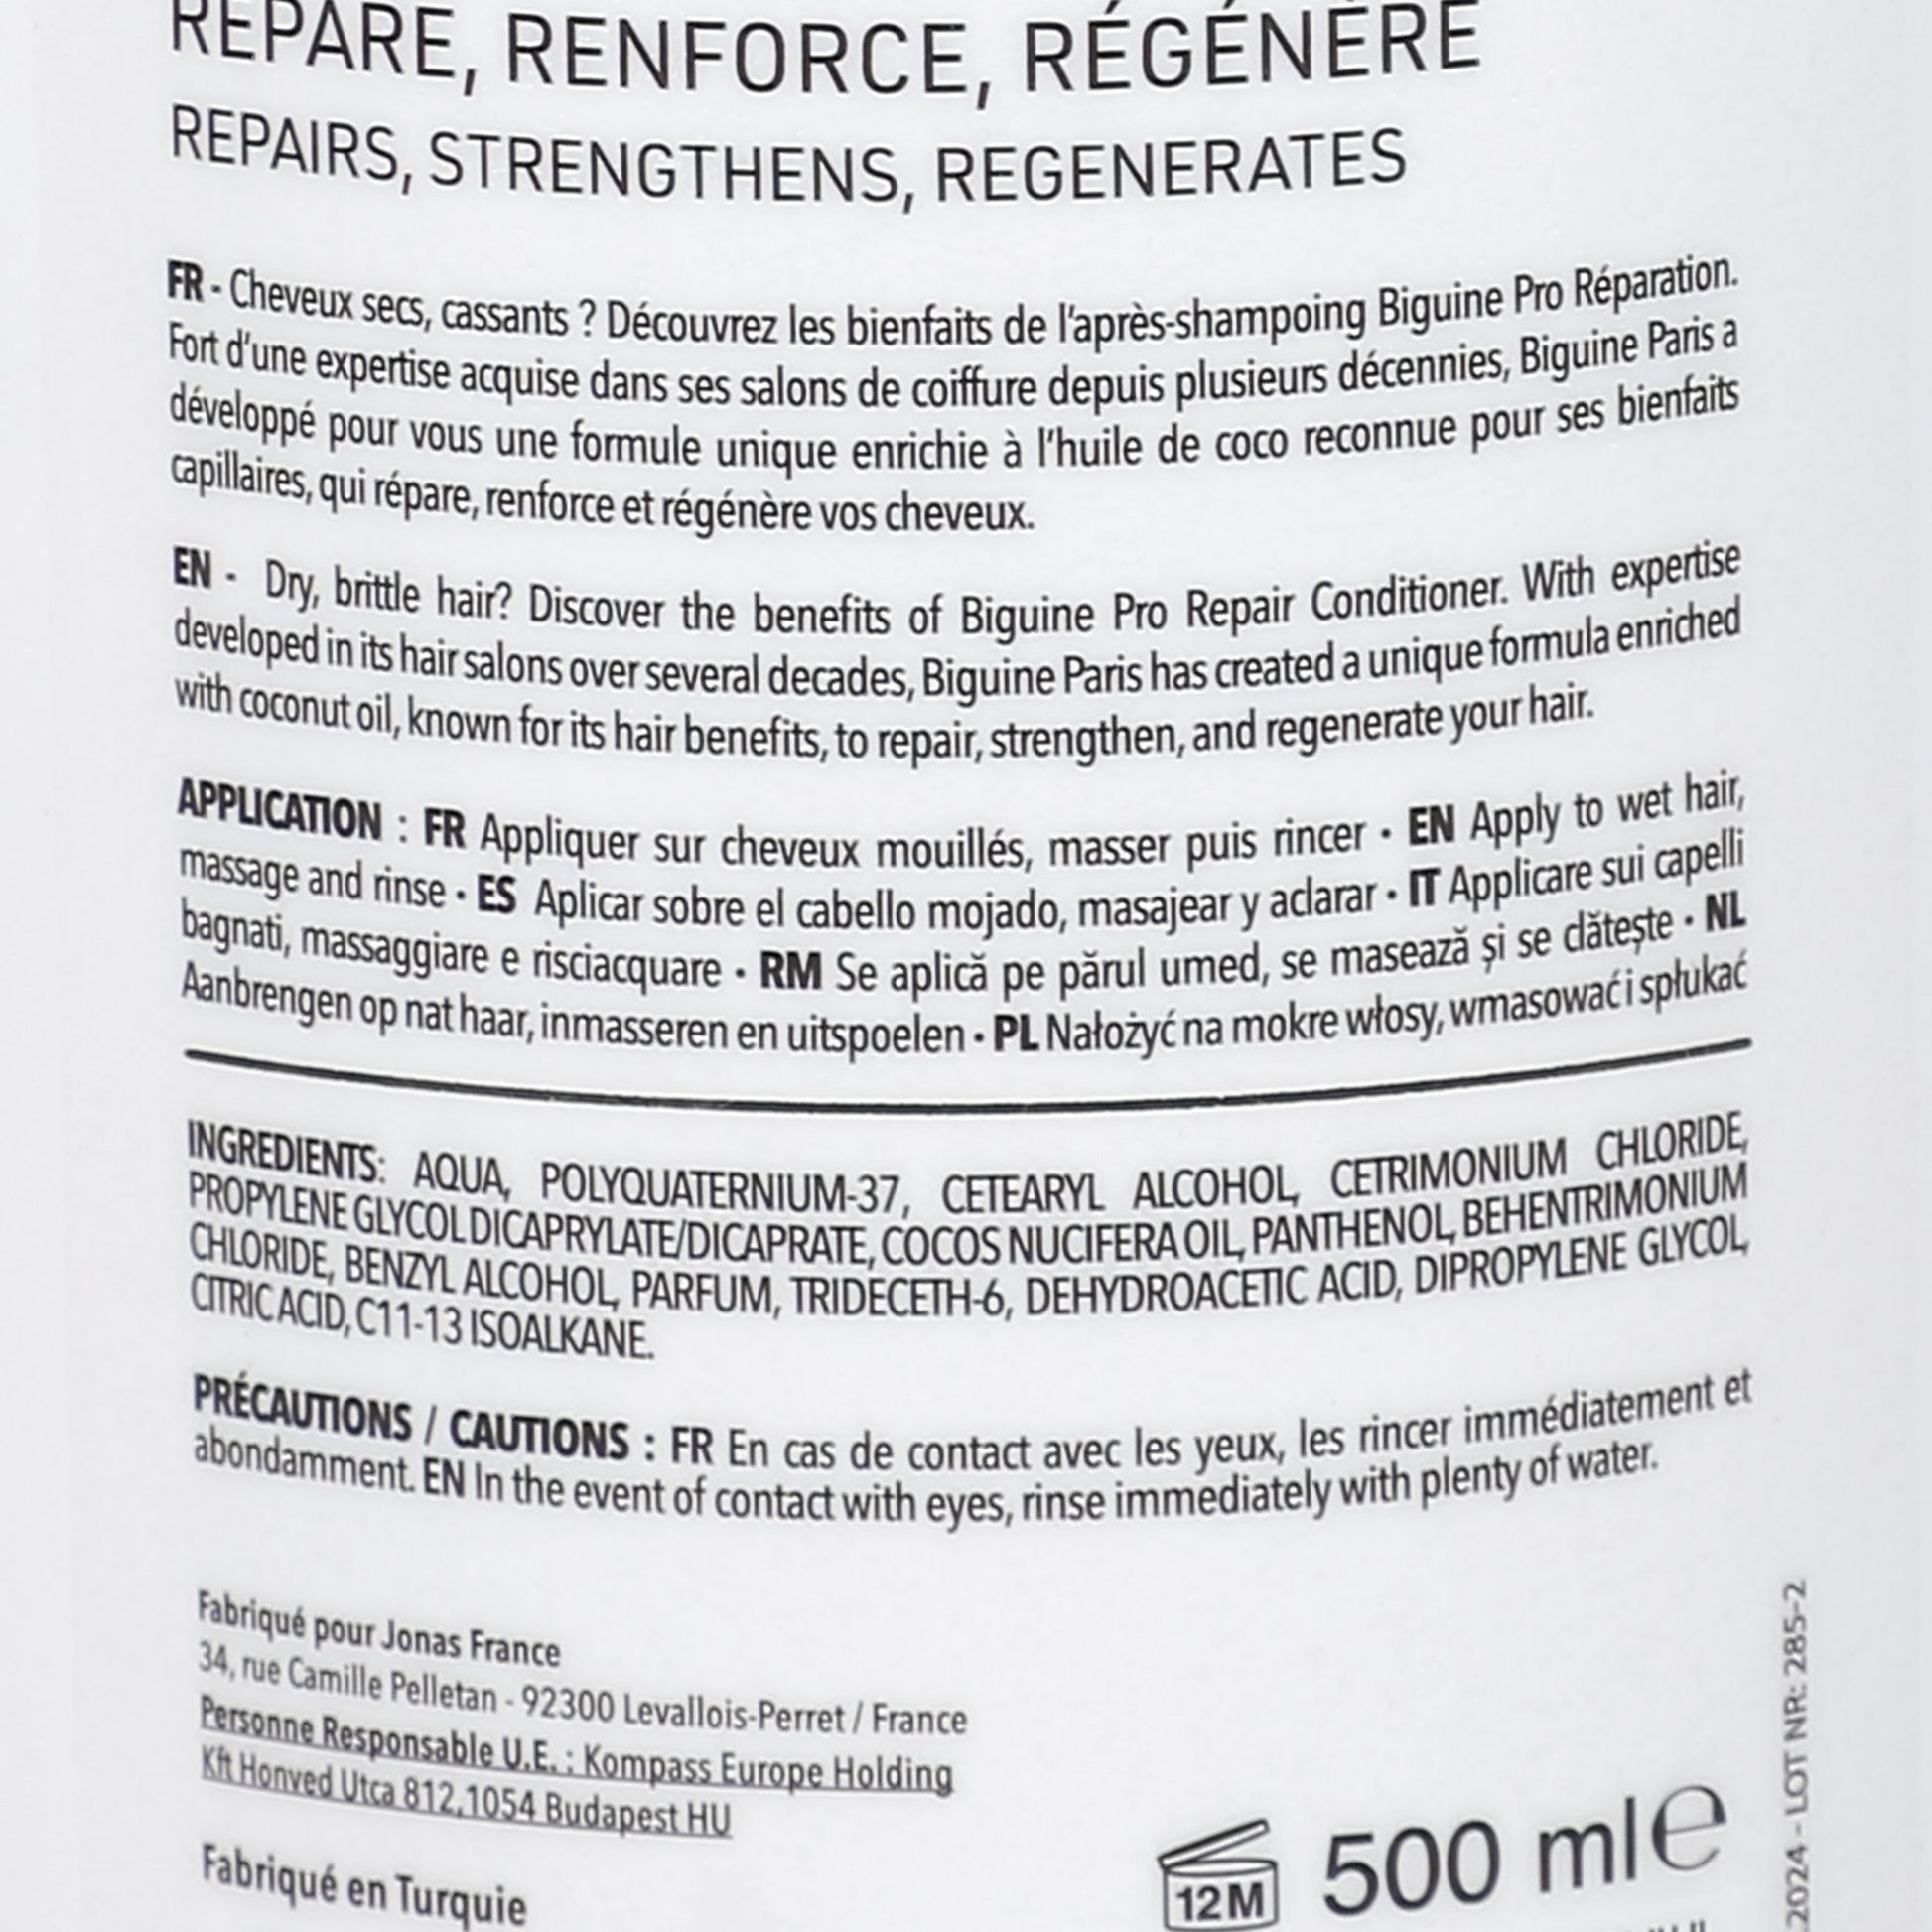 RÉPARE, RENFORCE, RÉGÉNÈRE
REPAIRS, STRENGTHENS, REGENERATES
FR - Cheveux secs, cassants ? Découvrez les bienfaits de l'après-shampoing Biguine Pro Réparation.
Fort d'une expertise acquise dans ses salons de coiffure depuis plusieurs décennies, Biguine Paris a
développé pour vous une formule unique enrichie à l'huile de coco reconnue pour ses bienfaits
capillaires, qui répare, renforce et régénère vos cheveux.
EN - Dry, brittle hair? Discover the benefits of Biguine Pro Repair Conditioner. With expertise
developed in its hair salons over several decades, Biguine Paris has created a unique formula enriched
with coconut oil, known for its hair benefits, to repair, strengthen, and regenerate your hair.
APPLICATION : FR Appliquer sur cheveux mouillés, masser puis rincer • EN Apply to wet hair,
massage and rinse • ES Aplicar sobre el cabello mojado, masajear y aclarar • IT Applicare sui capelli
bagnati, massaggiare e risciacquare • RM Se aplică pe părul umed, se masează și se clătește • NL
Aanbrengen op nat haar, inmasseren en uitspoelen • PL Nałożyć na mokre włosy, wmasować i spłukać
INGREDIENTS: AQUA, POLYQUATERNIUM-37, CETEARYL ALCOHOL, CETRIMONIUM CHLORIDE,
PROPYLENE GLYCOL DICAPRYLATE/DICAPRATE, COCOS NUCIFERA OIL, PANTHENOL, BEHENTRIMONIUM
CHLORIDE, BENZYL ALCOHOL, PARFUM, TRIDECETH-6, DEHYDROACETIC ACID, DIPROPYLENE GLYCOL,
CITRIC ACID, C11-13 ISOALKANE.
PRÉCAUTIONS / CAUTIONS : FR En cas de contact avec les yeux, les rincer immédiatement et
abondamment. EN In the event of contact with eyes, rinse immediately with plenty of water.
Fabriqué pour Jonas France
34, rue Camille Pelletan - 92300 Levallois-Perret / France
Personne Responsable U.E. : Kompass Europe Holding
Kft Honved Utca 812,1054 Budapest HU
Fabriqué en Turquie
12M
500 ml e
2024 - LOT NR: 285-2